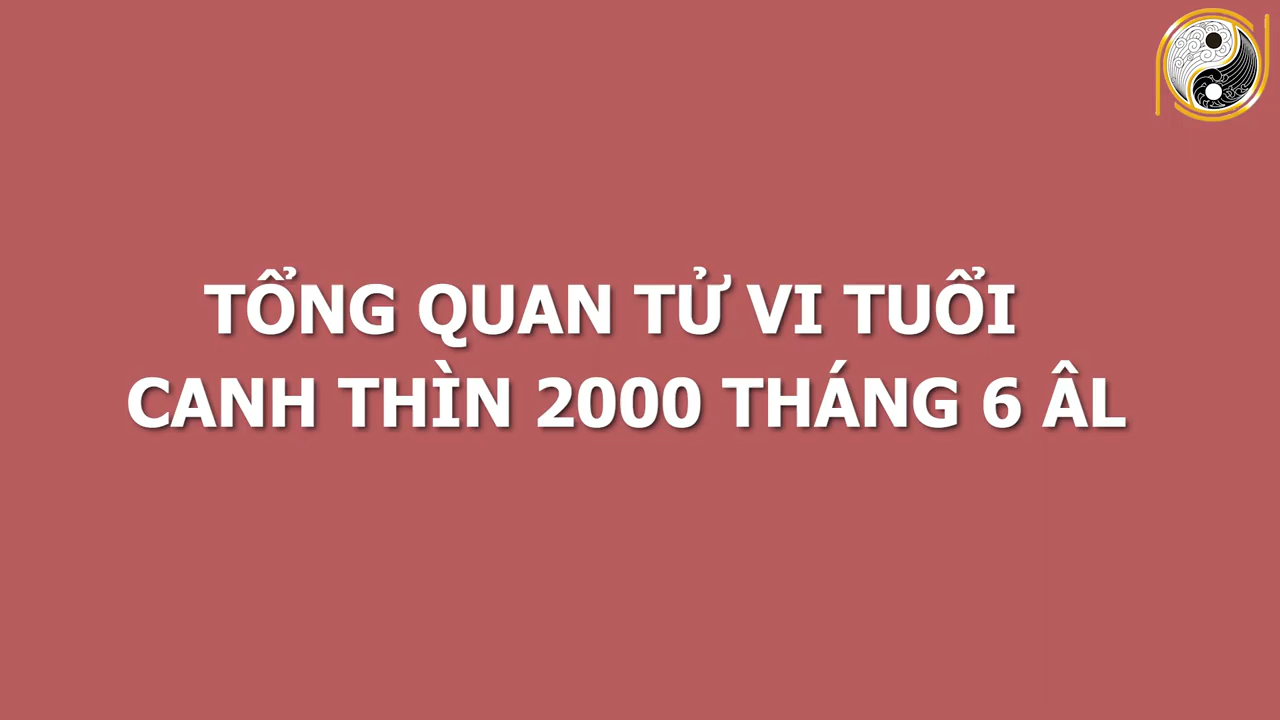 TỔNG QUAN TỬ VI TUỔI
CANH THÌN 2000 THÁNG 6 ÂL